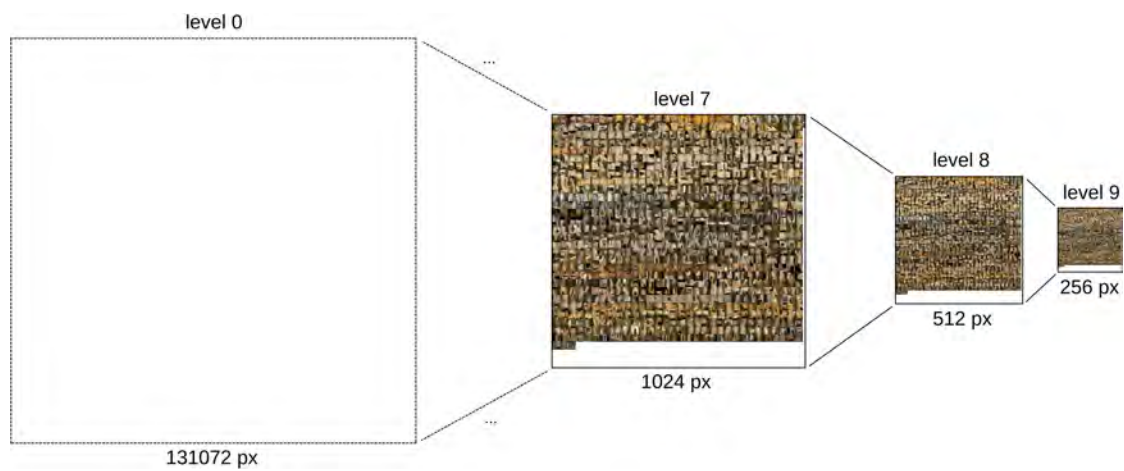 level 0
...
level 7
level 8
level 9
256 px
512 px
1024 px
...
131072 px